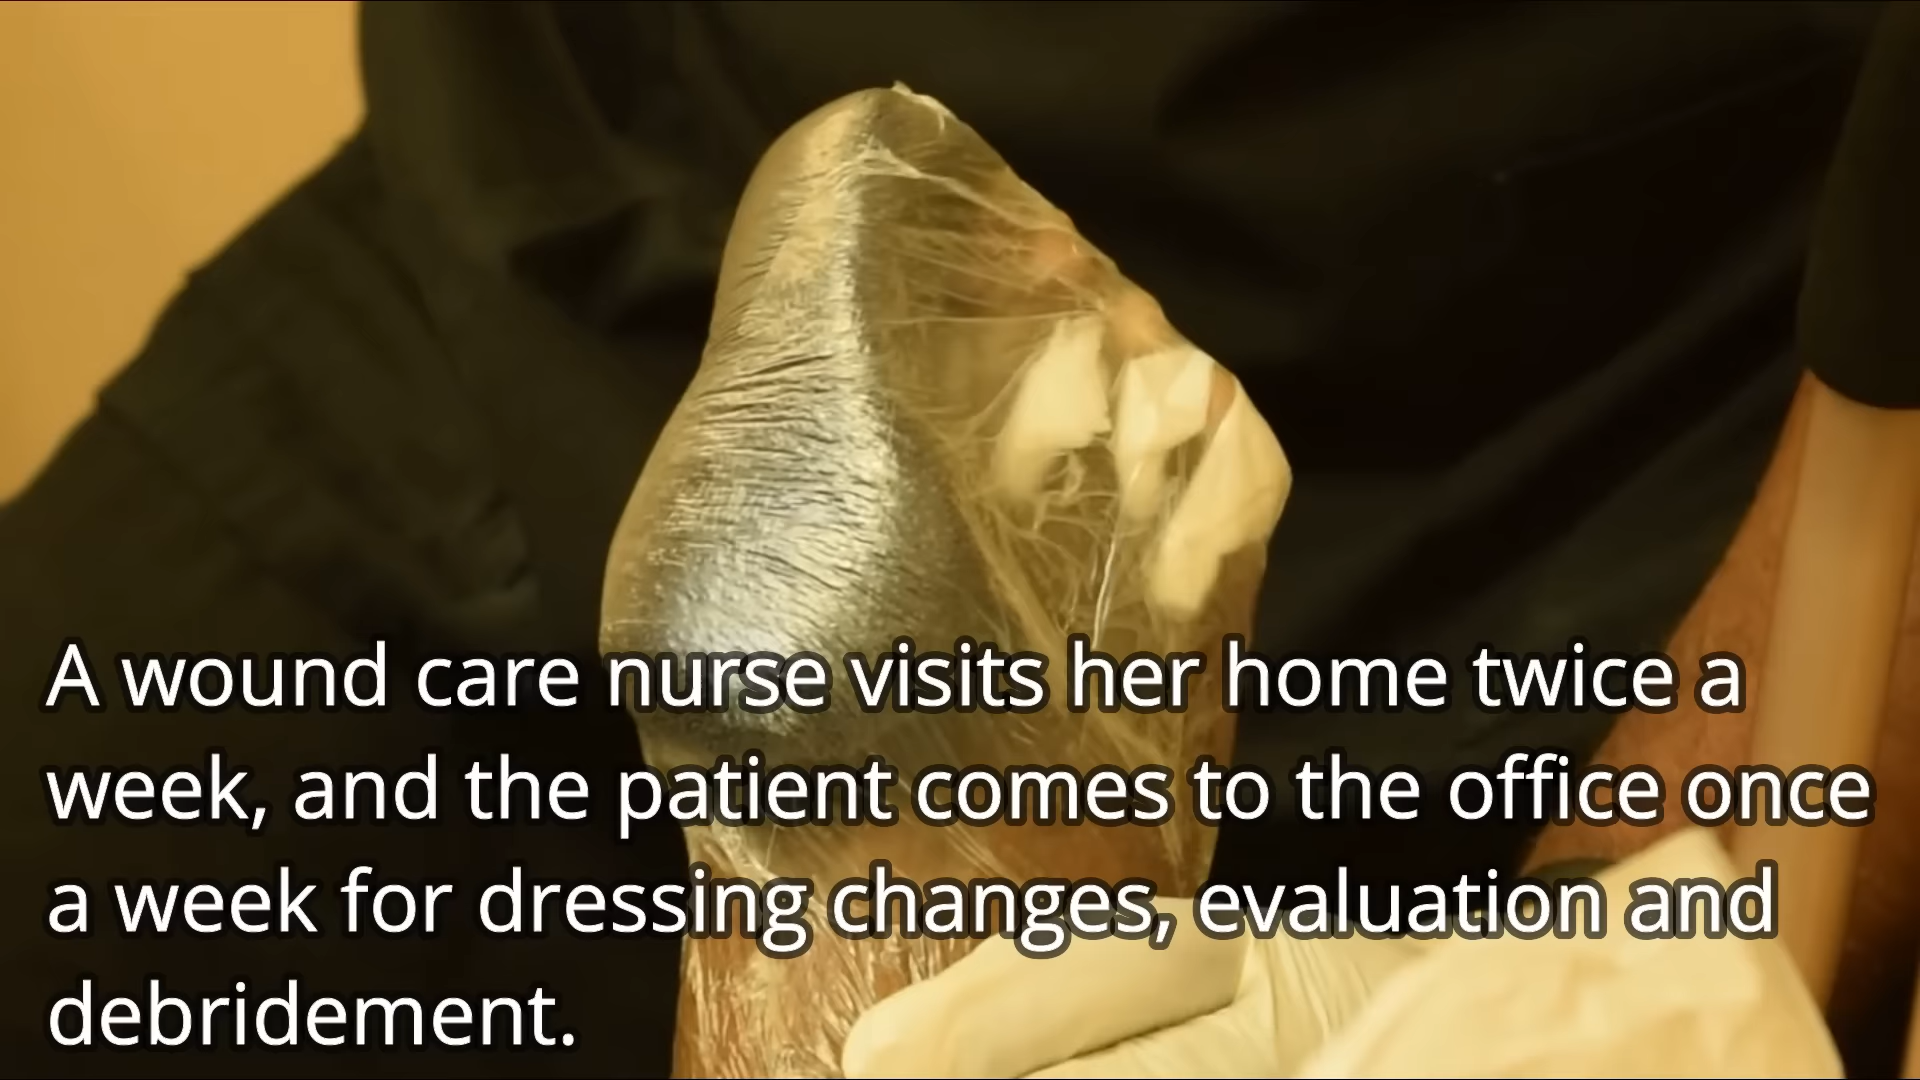 A wound care nurse visits her home twice a
week, and the patient comes to the office once
a week for dressing changes, evaluation and
debridement.